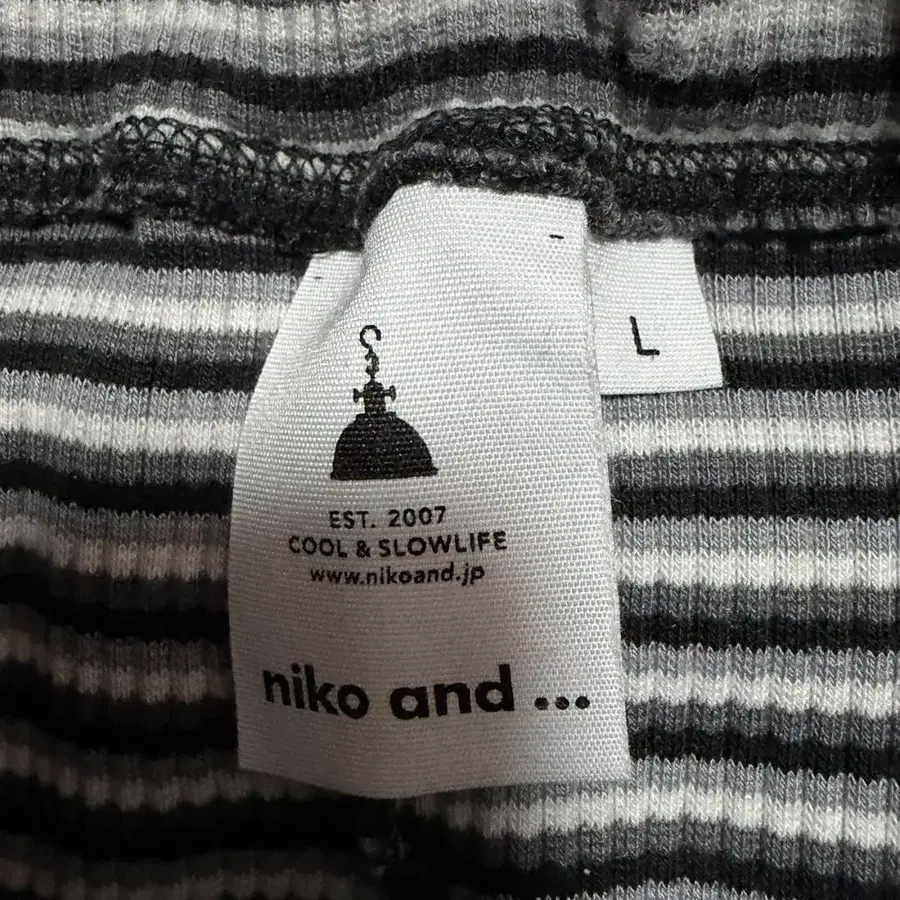 L
EST. 2007
COOL & SLOWLIFE
www.nikoand.jp
niko and ...